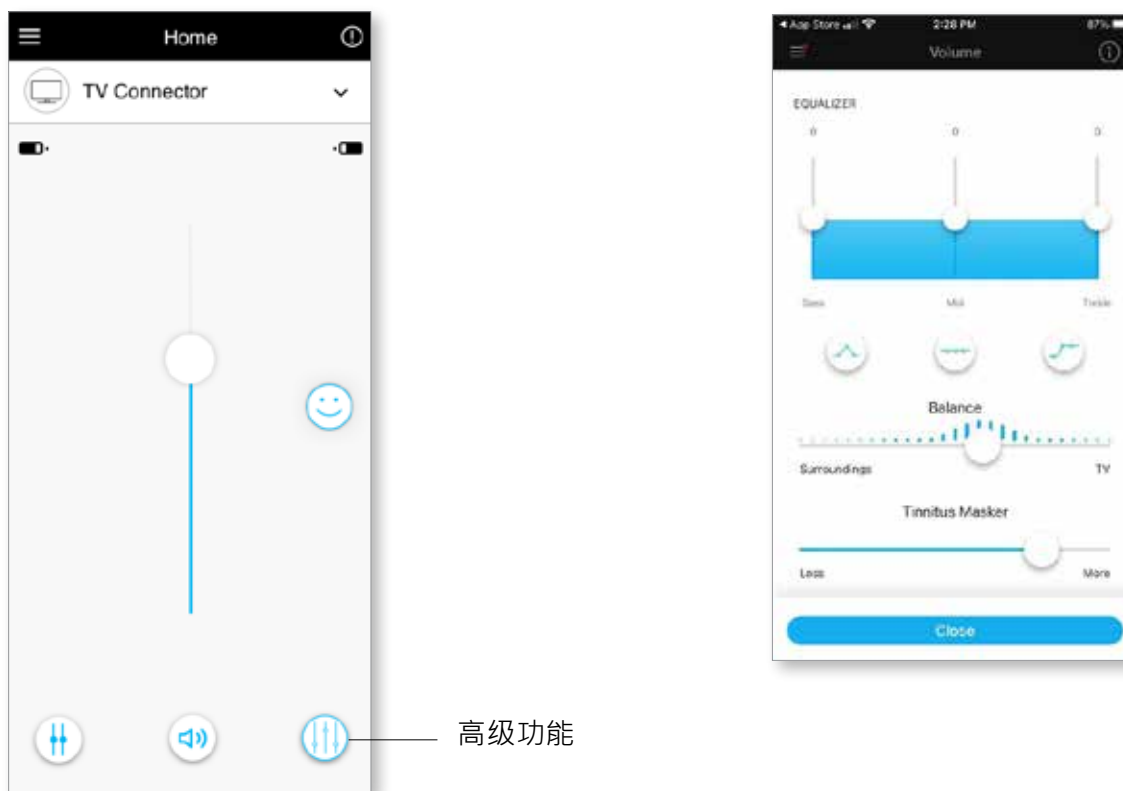 Home
TV Connector
高级功能
App Store
2:28 PM
87%
Volume
EQUALIZER
0 0 0
Bass Mid Treble
Balance
Surroundings TV
Tinnitus Masker
Less More
Close